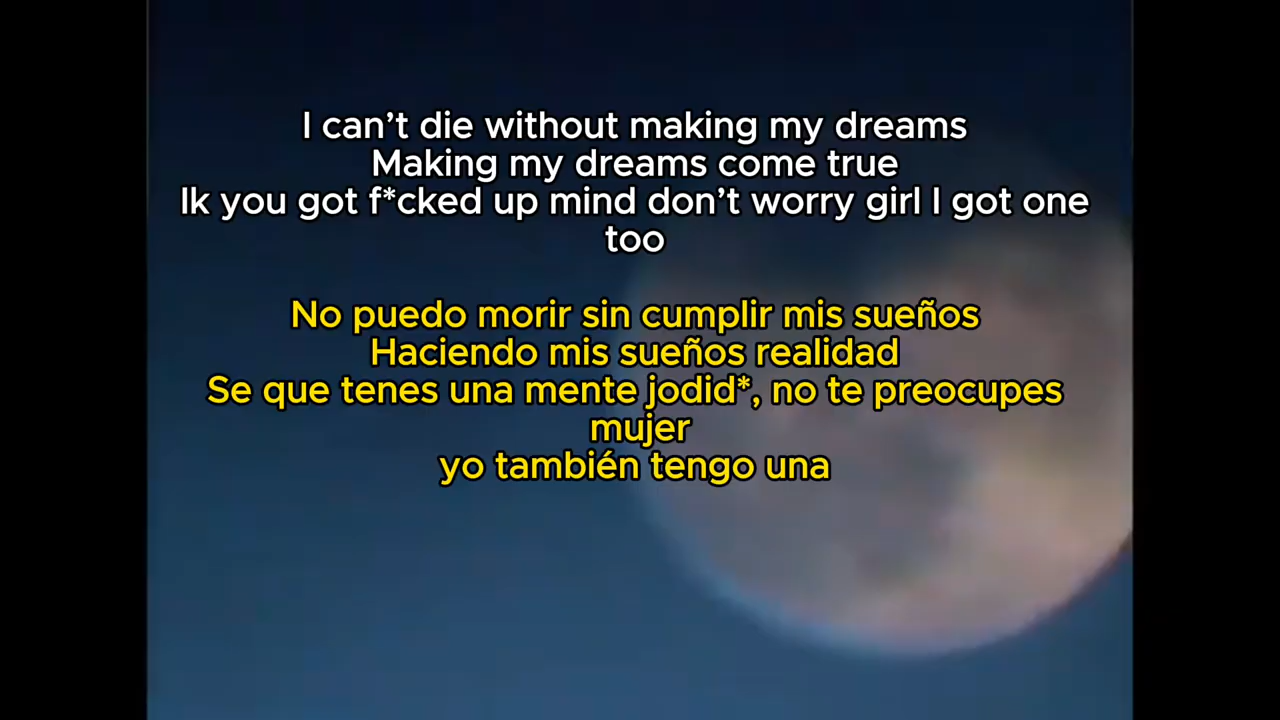 I can’t die without making my dreams
Making my dreams come true
Ik you got f*cked up mind don’t worry girl I got one
too
No puedo morir sin cumplir mis sueños
Haciendo mis sueños realidad
Se que tenes una mente jodid*, no te preocupes
mujer
yo también tengo una